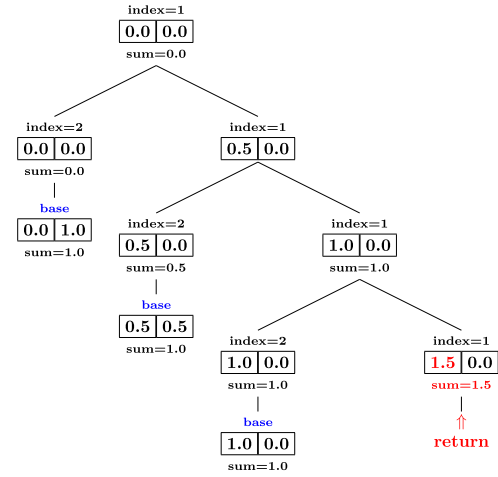 index=1
0.0 0.0
sum=0.0
index=2
0.0 0.0
sum=0.0
index=1
0.5 0.0
base
0.0 1.0
sum=1.0
index=2
0.5 0.0
sum=0.5
index=1
1.0 0.0
sum=1.0
base
0.5 0.5
sum=1.0
index=2
1.0 0.0
sum=1.0
index=1
1.5 0.0
sum=1.5
⇑
return
base
1.0 0.0
sum=1.0